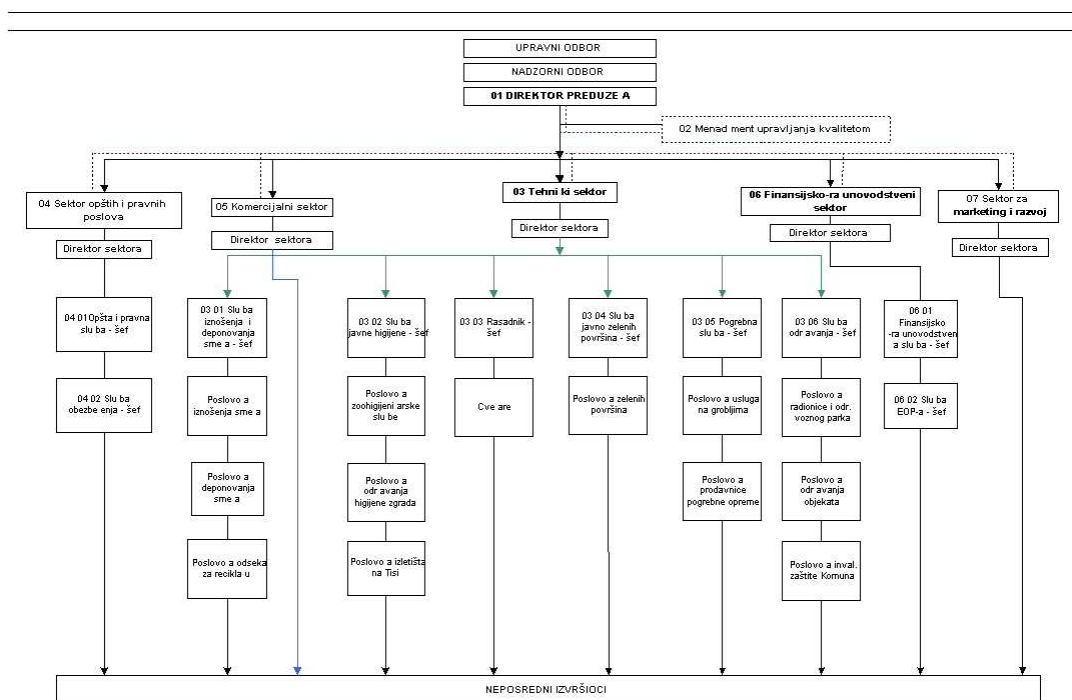 UPRAVNI ODBOR
NADZORNI ODBOR
01 DIREKTOR PREDUZE A
02 Menad ment upravljanja kvalitetom
04 Sektor opštih i pravnih
poslova
05 Komercijalni sektor
03 Tehni ki sektor
06 Finansijsko-ra unovodstveni
sektor
07 Sektor za
marketing i razvoj
Direktor sektora
Direktor sektora
Direktor sektora
Direktor sektora
Direktor sektora
04 01Opšta i pravna
slu ba - šef
03 01 Slu ba
iznošenja i
deponovanja
sme a - šef
03 02 Slu ba
javne higijene - šef
03 03 Rasadnik -
šef
03 04 Slu ba
javno zelenih
površina - šef
03 05 Pogrebna
slu ba - šef
03 06 Slu ba
odr avanja - šef
06 01
Finansijsko
-ra unovodstven
a slu ba - šef
04 02 Slu ba
obezbe enja - šef
Poslovo a
iznošenja sme a
Poslovo a
zoohigijeni arske
slu be
Cve are
Poslovo a zelenih
površina
Poslovo a usluga
na grobljima
Poslovo a
radionice i odr.
voznog parka
06 02 Slu ba
EOP-a - šef
Poslovo a
deponovanja
sme a
Poslovo a
odr avanja
higijene zgrada
Poslovo a
prodavnice
pogrebne opreme
Poslovo a
odr avanja
objekata
Poslovo a odseka
za recikla u
Poslovo a izletišta
na Tisi
Poslovo a inval.
zaštite Komuna
NEPOSREDNI IZVRŠIOCI